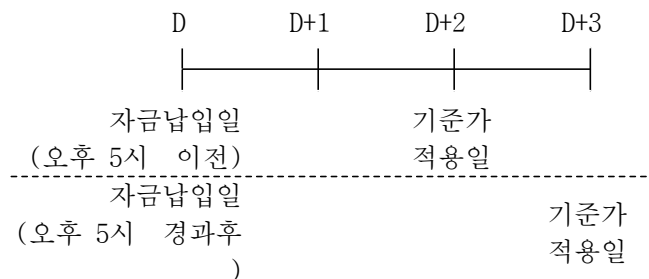 D D+1 D+2 D+3
자금납입일 기준가
(오후 5시 이전) 적용일
자금납입일
기준가
(오후 5시 경과후
적용일
)